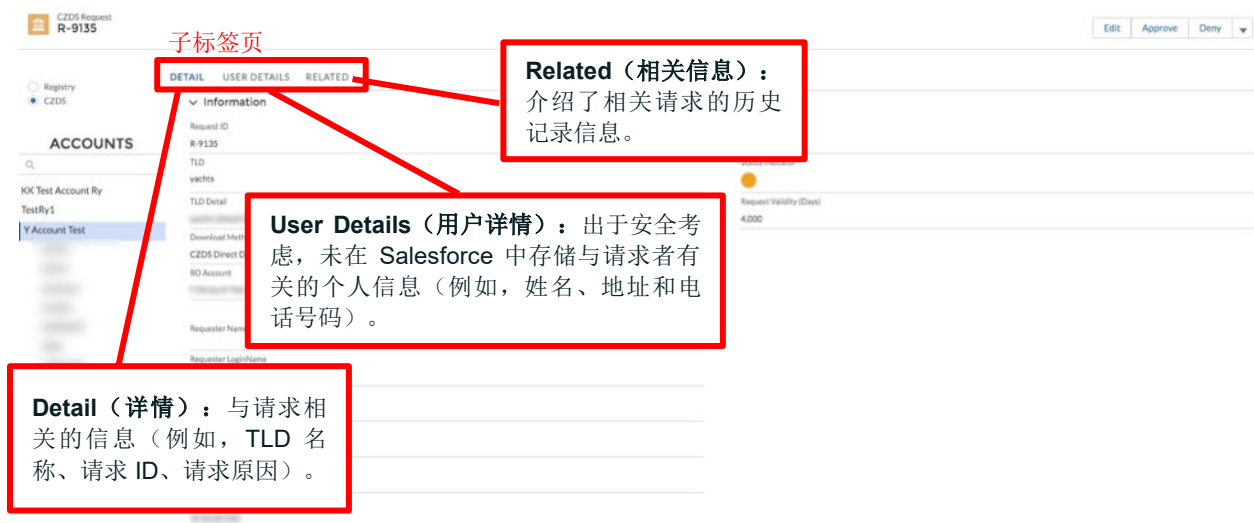 CZDS Request
R-9135
Edit
Approve
Deny
子标签页
DETAIL
USER DETAILS
RELATED
Related（相关信息）：
介绍了相关请求的历史
记录信息。
Registry
CZDS
Information
Request ID
R-9135
ACCOUNTS
TLD
yachts
Status Indicator
KK Test Account Ry
TestRy1
Y Account Test
TLD Detail
Request Validity (Days)
4,000
User Details（用户详情）：出于安全考
虑，未在 Salesforce 中存储与请求者有
关的个人信息（例如，姓名、地址和电
话号码）。
CZDS Direct D
RO Account
Requester Name
Requester LoginName
Detail（详情）：与请求相
关的信息（例如，TLD 名
称、请求 ID、请求原因）。